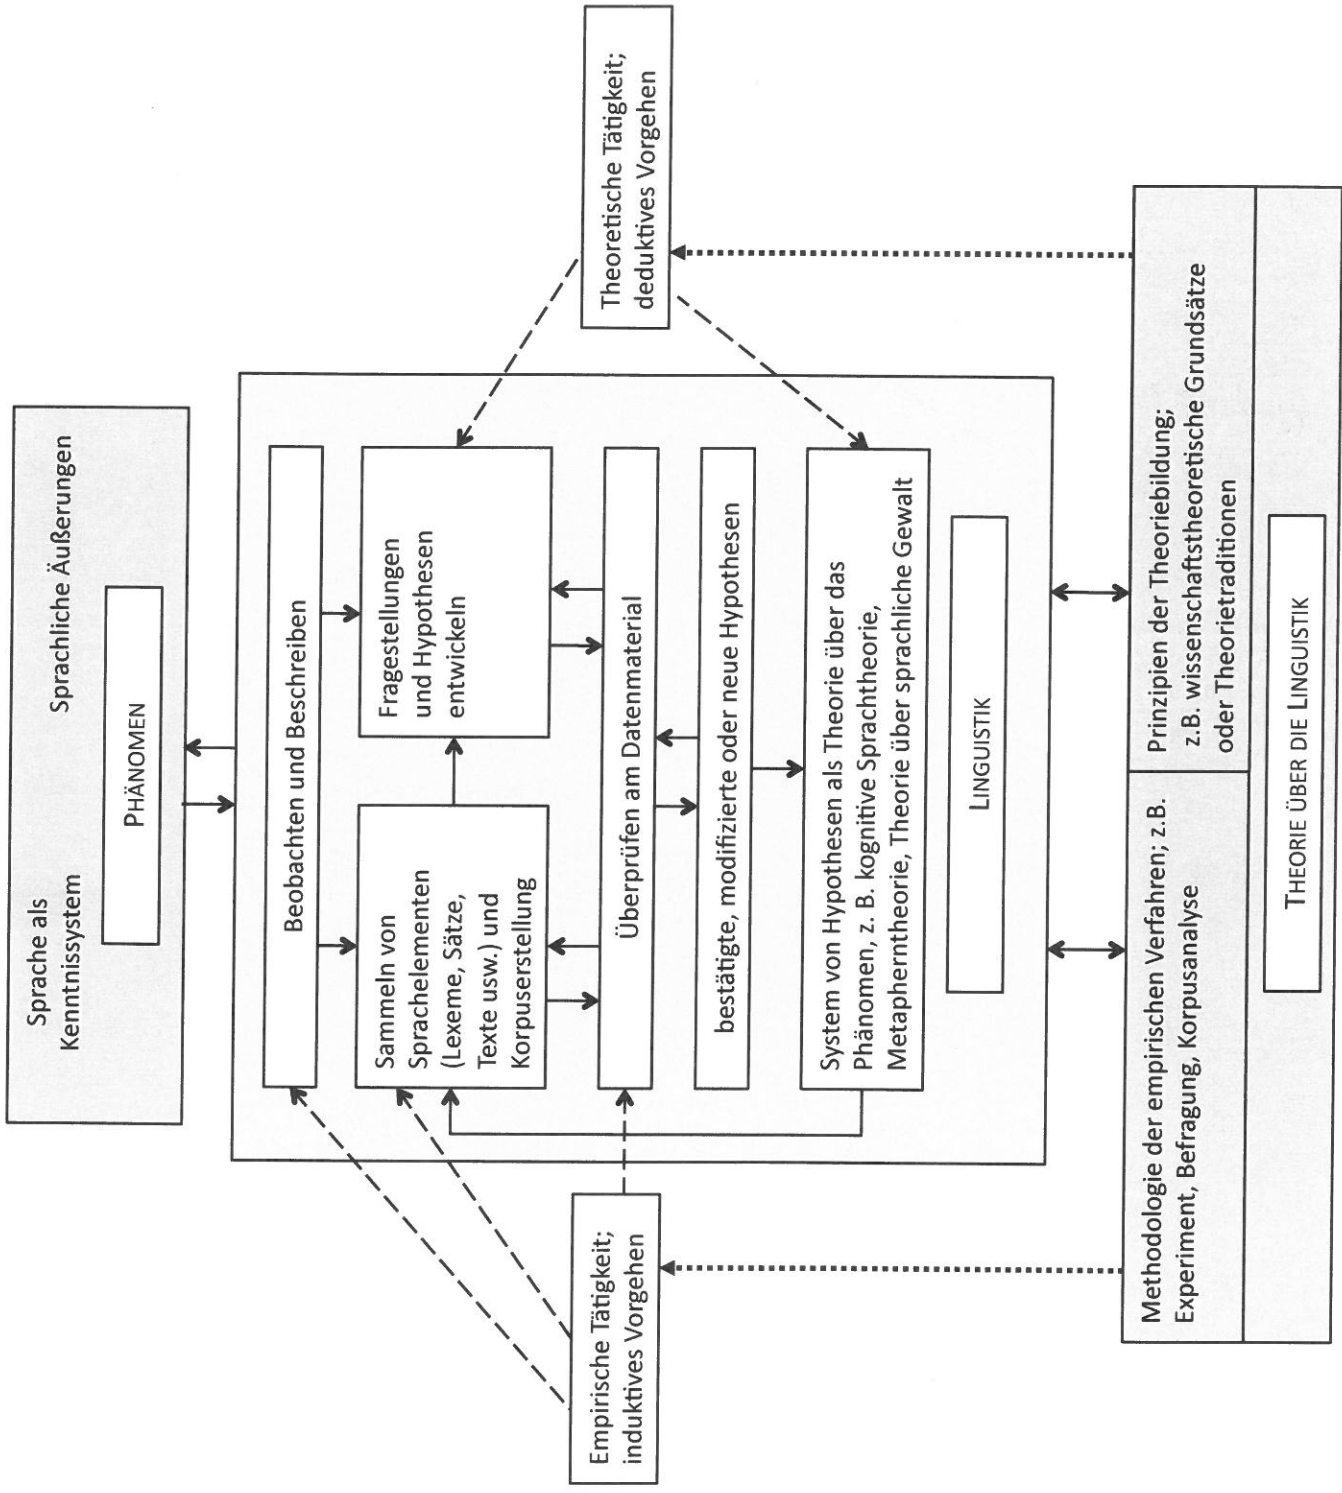 Sprache als
Kenntnissystem
Sprachliche Äußerungen
PHÄNOMEN
Beobachten und Beschreiben
Sammeln von
Sprachelementen
(Lexeme, Sätze,
Texte usw.) und
Korpuserstellung
Fragestellungen
und Hypothesen
entwickeln
Überprüfen am Datenmaterial
bestätigte, modifizierte oder neue Hypothesen
System von Hypothesen als Theorie über das
Phänomen, z. B. kognitive Sprachtheorie,
Metapherntheorie, Theorie über sprachliche Gewalt
LINGUISTIK
Empirische Tätigkeit;
induktives Vorgehen
Theoretische Tätigkeit;
deduktives Vorgehen
Methodologie der empirischen Verfahren; z.B.
Experiment, Befragung, Korpusanalyse
Prinzipien der Theoriebildung;
z.B. wissenschaftstheoretische Grundsätze
oder Theorietraditionen
THEORIE ÜBER DIE LINGUISTIK